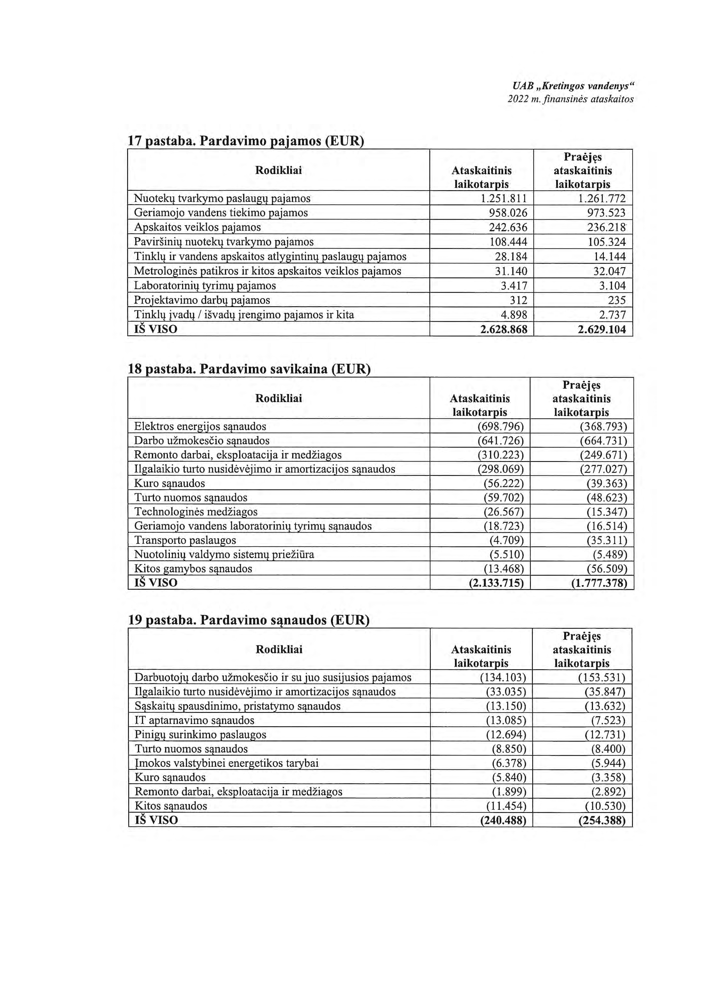 UAB „Kretingos vandenys“
2022 m. finansinės ataskaitos
17 pastaba. Pardavimo pajamos (EUR)
Rodikliai Ataskaitinis laikotarpis Praėjęs ataskaitinis laikotarpis
Nuotekų tvarkymo paslaugų pajamos 1.251.811 1.261.772
Geriamojo vandens tiekimo pajamos 958.026 973.523
Apskaitos veiklos pajamos 242.636 236.218
Paviršinių nuotekų tvarkymo pajamos 108.444 105.324
Tinklų ir vandens apskaitos atlygintinų paslaugų pajamos 28.184 14.144
Metrologinės patikros ir kitos apskaitos veiklos pajamos 31.140 32.047
Laboratorinių tyrimų pajamos 3.417 3.104
Projektavimo darbų pajamos 312 235
Tinklų įvadų / išvadų įrengimo pajamos ir kita 4.898 2.737
IŠ VISO 2.628.868 2.629.104
18 pastaba. Pardavimo savikaina (EUR)
Rodikliai Ataskaitinis laikotarpis Praėjęs ataskaitinis laikotarpis
Elektros energijos sąnaudos (698.796) (368.793)
Darbo užmokesčio sąnaudos (641.726) (664.731)
Remonto darbai, eksploatacija ir medžiagos (310.223) (249.671)
Ilgalaikio turto nusidėvėjimo ir amortizacijos sąnaudos (298.069) (277.027)
Kuro sąnaudos (56.222) (39.363)
Turto nuomos sąnaudos (59.702) (48.623)
Technologinės medžiagos (26.567) (15.347)
Geriamojo vandens laboratorinių tyrimų sąnaudos (18.723) (16.514)
Transporto paslaugos (4.709) (35.311)
Nuotolinių valdymo sistemų priežiūra (5.510) (5.489)
Kitos gamybos sąnaudos (13.468) (56.509)
IŠ VISO (2.133.715) (1.777.378)
19 pastaba. Pardavimo sąnaudos (EUR)
Rodikliai Ataskaitinis laikotarpis Praėjęs ataskaitinis laikotarpis
Darbuotojų darbo užmokesčio ir su juo susijusios pajamos (134.103) (153.531)
Ilgalaikio turto nusidėvėjimo ir amortizacijos sąnaudos (33.035) (35.847)
Sąskaitų spausdinimo, pristatymo sąnaudos (13.150) (13.632)
IT aptarnavimo sąnaudos (13.085) (7.523)
Pinigų surinkimo paslaugos (12.694) (12.731)
Turto nuomos sąnaudos (8.850) (8.400)
Įmokos valstybinei energetikos tarybai (6.378) (5.944)
Kuro sąnaudos (5.840) (3.358)
Remonto darbai, eksploatacija ir medžiagos (1.899) (2.892)
Kitos sąnaudos (11.454) (10.530)
IŠ VISO (240.488) (254.388)